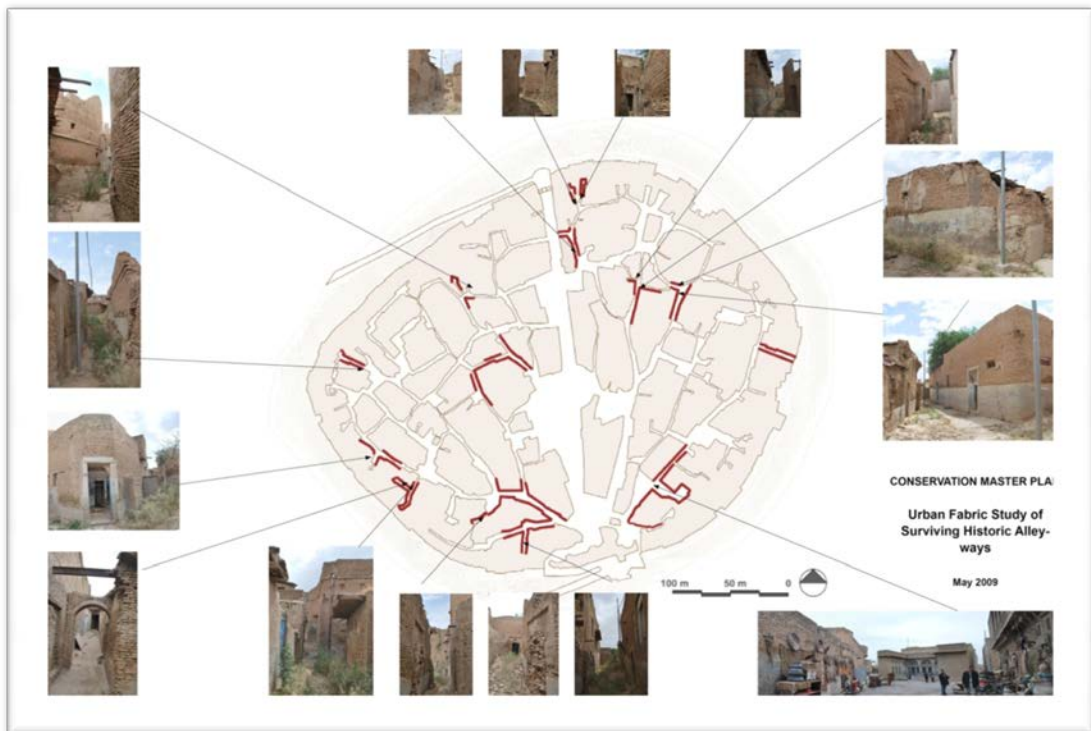 CONSERVATION MASTER PLA
Urban Fabric Study of
Surviving Historic Alley-
ways
May 2009
100 m 50 m 0